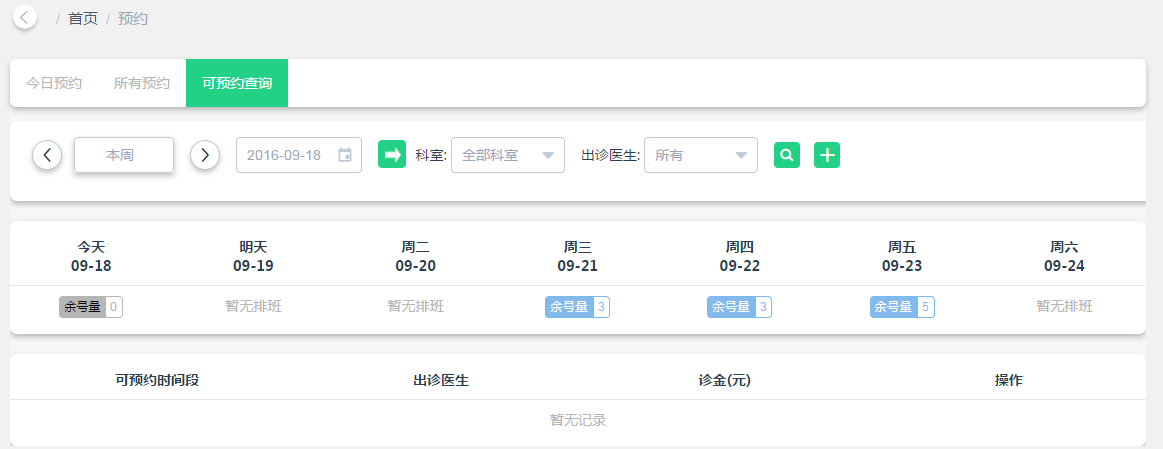 / 首页 / 预约
今日预约 所有预约 可预约查询
本周 2016-09-18 科室: 全部科室 出诊医生: 所有
今天 明天 周二 周三 周四 周五 周六
09-18 09-19 09-20 09-21 09-22 09-23 09-24
余号量 0 暂无排班 暂无排班 余号量 3 余号量 3 余号量 5 暂无排班
可预约时间段 出诊医生 诊金(元) 操作
暂无记录